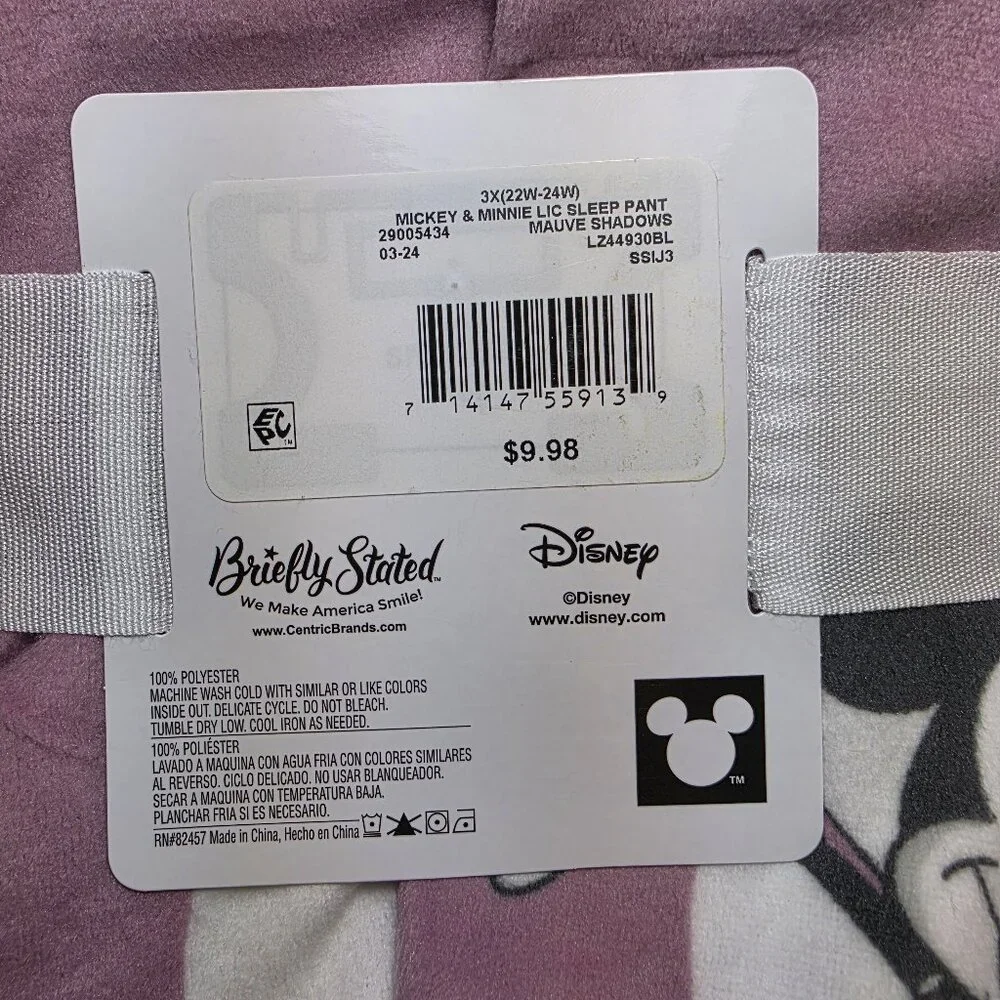 3X(22W-24W)
MICKEY & MINNIE LIC SLEEP PANT
29005434 MAUVE SHADOWS
03-24 LZ44930BL
SSIJ3
7 14147 55913 9
EPC™
$9.98
Briefly Stated™
We Make America Smile!
www.CentricBrands.com
Disney
©Disney
www.disney.com
100% POLYESTER
MACHINE WASH COLD WITH SIMILAR OR LIKE COLORS
INSIDE OUT. DELICATE CYCLE. DO NOT BLEACH.
TUMBLE DRY LOW. COOL IRON AS NEEDED.
100% POLIÉSTER
LAVADO A MAQUINA CON AGUA FRIA CON COLORES SIMILARES
AL REVERSO. CICLO DELICADO. NO USAR BLANQUEADOR.
SECAR A MAQUINA CON TEMPERATURA BAJA.
PLANCHAR FRIA SI ES NECESARIO.
RN#82457 Made in China, Hecho en China
TM